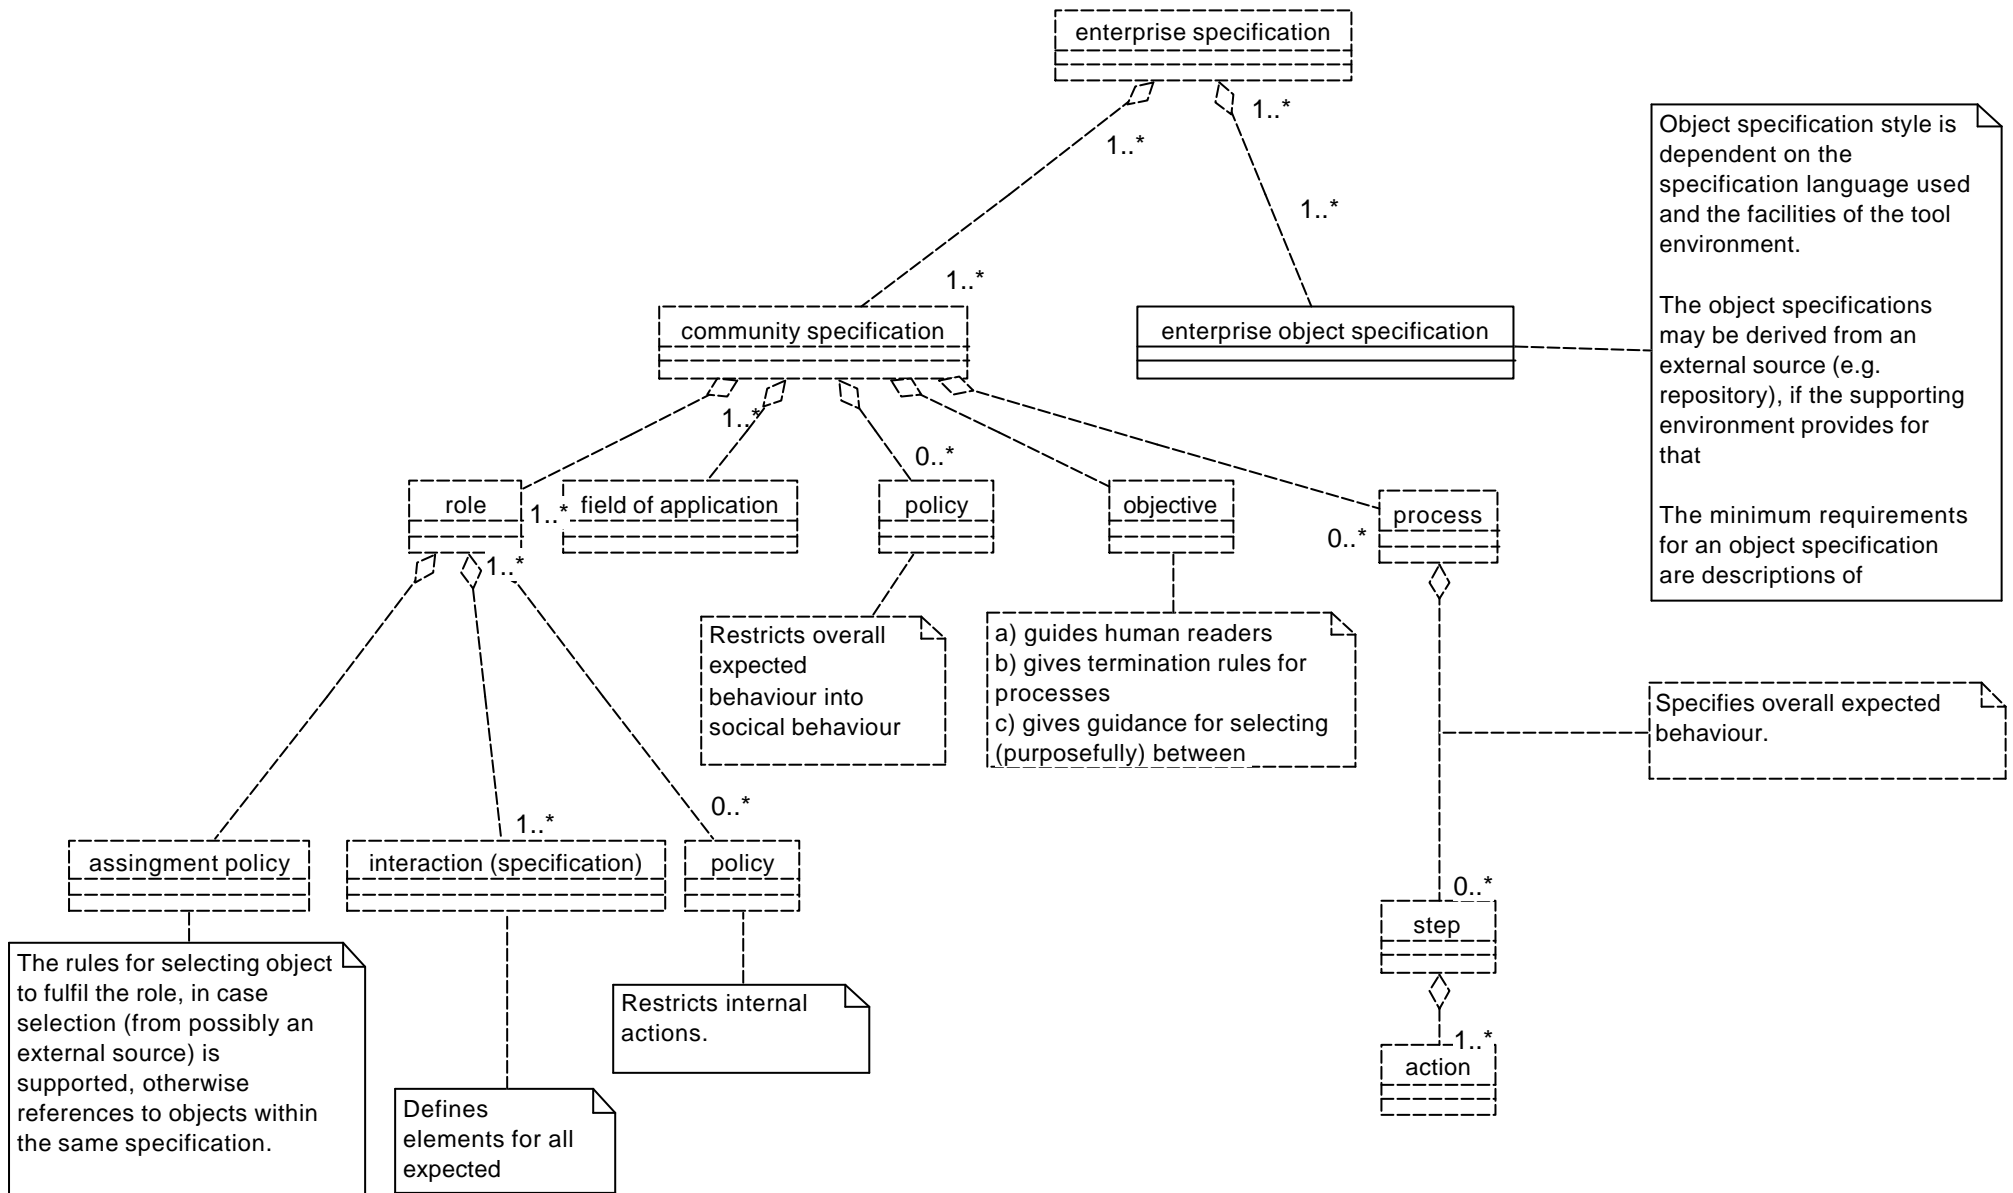 enterprise specification
1..*
1..*
1..*
1..*
Object specification style is
dependent on the
specification language used
and the facilities of the tool
environment.
The object specifications
may be derived from an
external source (e.g.
repository), if the supporting
environment provides for
that
The minimum requirements
for an object specification
are descriptions of
community specification
enterprise object specification
1..*
0..*
role
1..*
field of application
policy
objective
process
0..*
1..*
Restricts overall
expected
behaviour into
socical behaviour
a) guides human readers
b) gives termination rules for
processes
c) gives guidance for selecting
(purposefully) between
Specifies overall expected
behaviour.
0..*
1..*
assingment policy
interaction (specification)
policy
0..*
step
The rules for selecting object
to fulfil the role, in case
selection (from possibly an
external source) is
supported, otherwise
references to objects within
the same specification.
Restricts internal
actions.
1..*
action
Defines
elements for all
expected